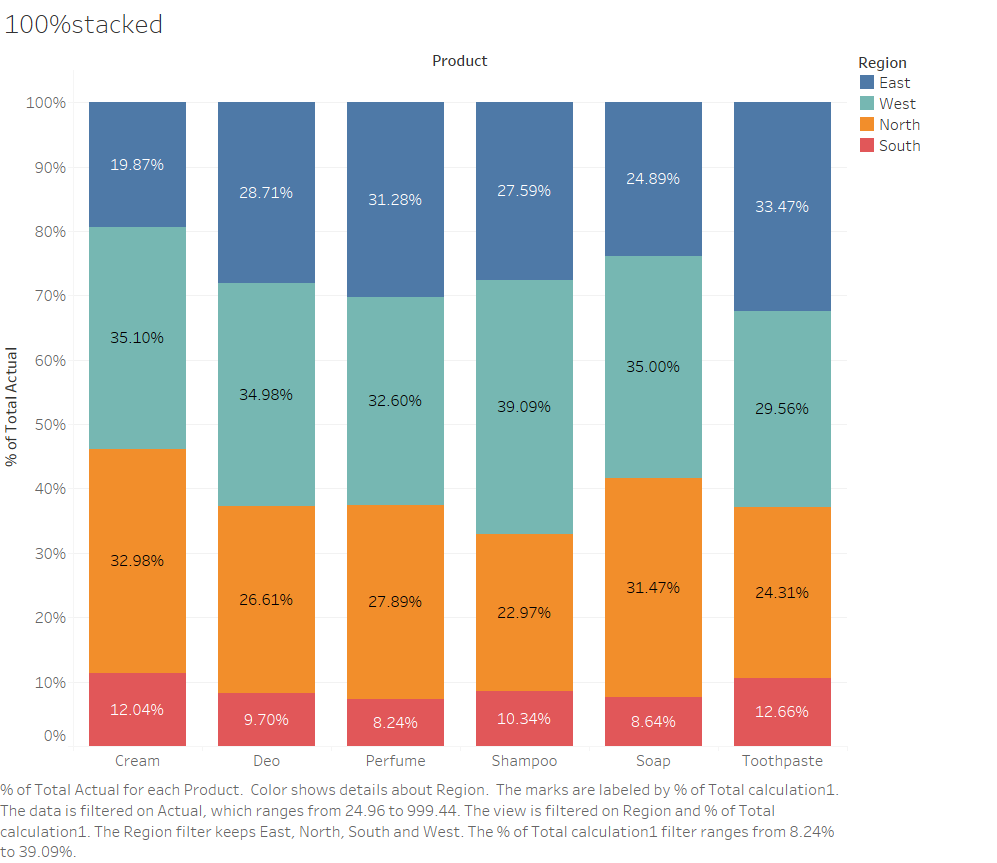 100%stacked
Product
Region
East
West
North
South
% of Total Actual
100%
90%
80%
70%
60%
50%
40%
30%
20%
10%
0%
19.87%
35.10%
32.98%
12.04%
28.71%
34.98%
26.61%
9.70%
31.28%
32.60%
27.89%
8.24%
27.59%
39.09%
22.97%
10.34%
24.89%
35.00%
31.47%
8.64%
33.47%
29.56%
24.31%
12.66%
Cream
Deo
Perfume
Shampoo
Soap
Toothpaste
% of Total Actual for each Product.  Color shows details about Region.  The marks are labeled by % of Total calculation1.
The data is filtered on Actual, which ranges from 24.96 to 999.44. The view is filtered on Region and % of Total
calculation1. The Region filter keeps East, North, South and West. The % of Total calculation1 filter ranges from 8.24%
to 39.09%.